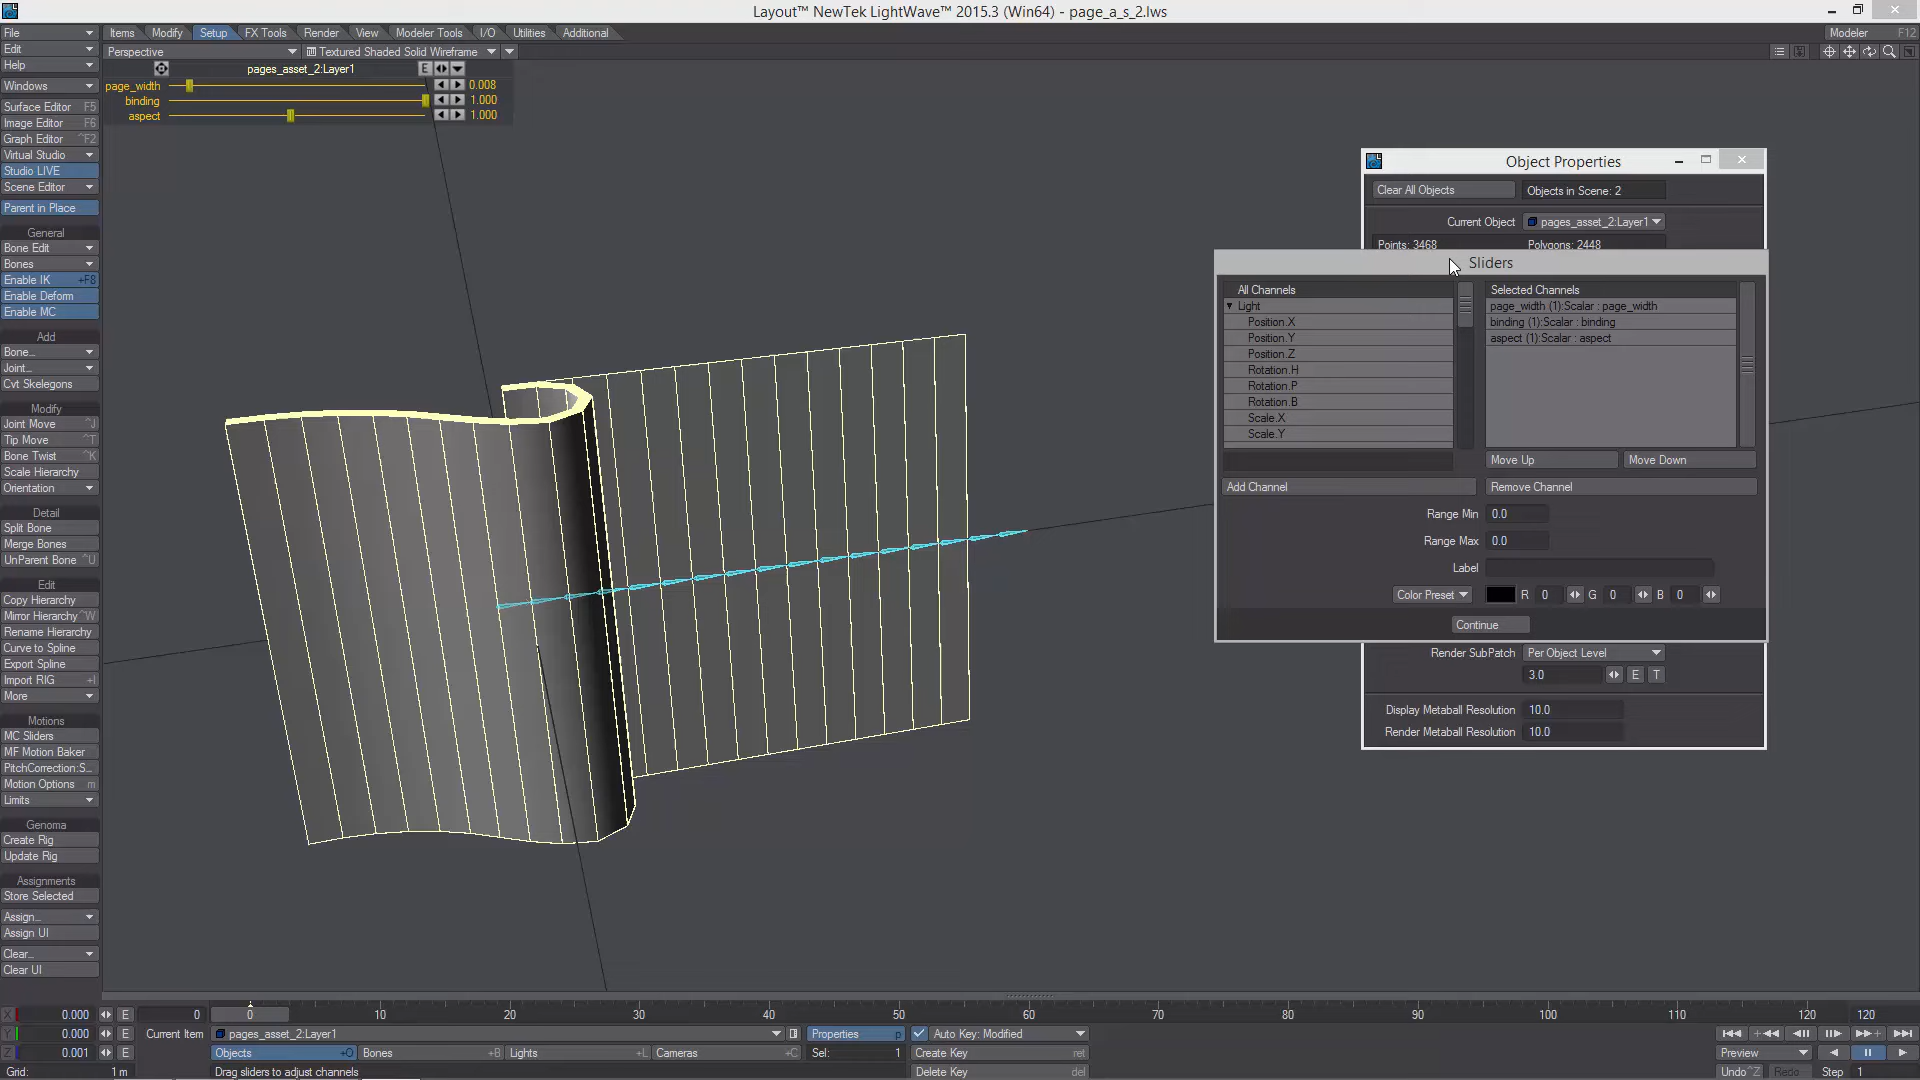 Layout™ NewTek LightWave™ 2015.3 (Win64) - page_a_s_2.lws
File
Items
Modify
Setup
FX Tools
Render
View
Modeler Tools
I/O
Utilities
Additional
Modeler F12
Edit
Perspective
Textured Shaded Solid Wireframe
Help
pages_asset_2:Layer1
E
Windows
page_width 0.008
binding 1.000
aspect 1.000
Surface Editor F5
Image Editor F6
Graph Editor ^F2
Virtual Studio
Studio LIVE
Scene Editor
Parent in Place
General
Bone Edit
Bones
Enable IK +F8
Enable Deform
Enable MC
Add
Bone...
Joint...
Cvt Skelegons
Modify
Joint Move ^J
Tip Move ^T
Bone Twist ^K
Scale Hierarchy
Orientation
Detail
Split Bone
Merge Bones
UnParent Bone ^U
Edit
Copy Hierarchy
Mirror Hierarchy ^W
Rename Hierarchy
Curve to Spline
Export Spline
Import RIG +I
More
Motions
MC Sliders
MF Motion Baker
PitchCorrection:S...
Motion Options m
Limits
Genoma
Create Rig
Update Rig
Assignments
Store Selected
Assign...
Assign UI
Clear...
Clear UI
Object Properties
Clear All Objects
Objects in Scene: 2
Current Object pages_asset_2:Layer1
Points: 3468
Polygons: 2448
Sliders
All Channels
Light
Position.X
Position.Y
Position.Z
Rotation.H
Rotation.P
Rotation.B
Scale.X
Scale.Y
Selected Channels
page_width (1):Scalar : page_width
binding (1):Scalar : binding
aspect (1):Scalar : aspect
Move Up
Move Down
Add Channel
Remove Channel
Range Min 0.0
Range Max 0.0
Label
Color Preset R 0 G 0 B 0
Continue
Render SubPatch Per Object Level
3.0 E T
Display Metaball Resolution 10.0
Render Metaball Resolution 10.0
X 0.000 E
0 0 10 20 30 40 50 60 70 80 90 100 110 120 120
Y 0.000 E
Current Item pages_asset_2:Layer1
Properties p
Auto Key: Modified
Z 0.001 E
Objects +O
Bones +B
Lights +L
Cameras +C
Sel: 1
Create Key ret
Preview
Grid: 1 m
Drag sliders to adjust channels
Delete Key del
Undo ^Z
Redo
Step 1